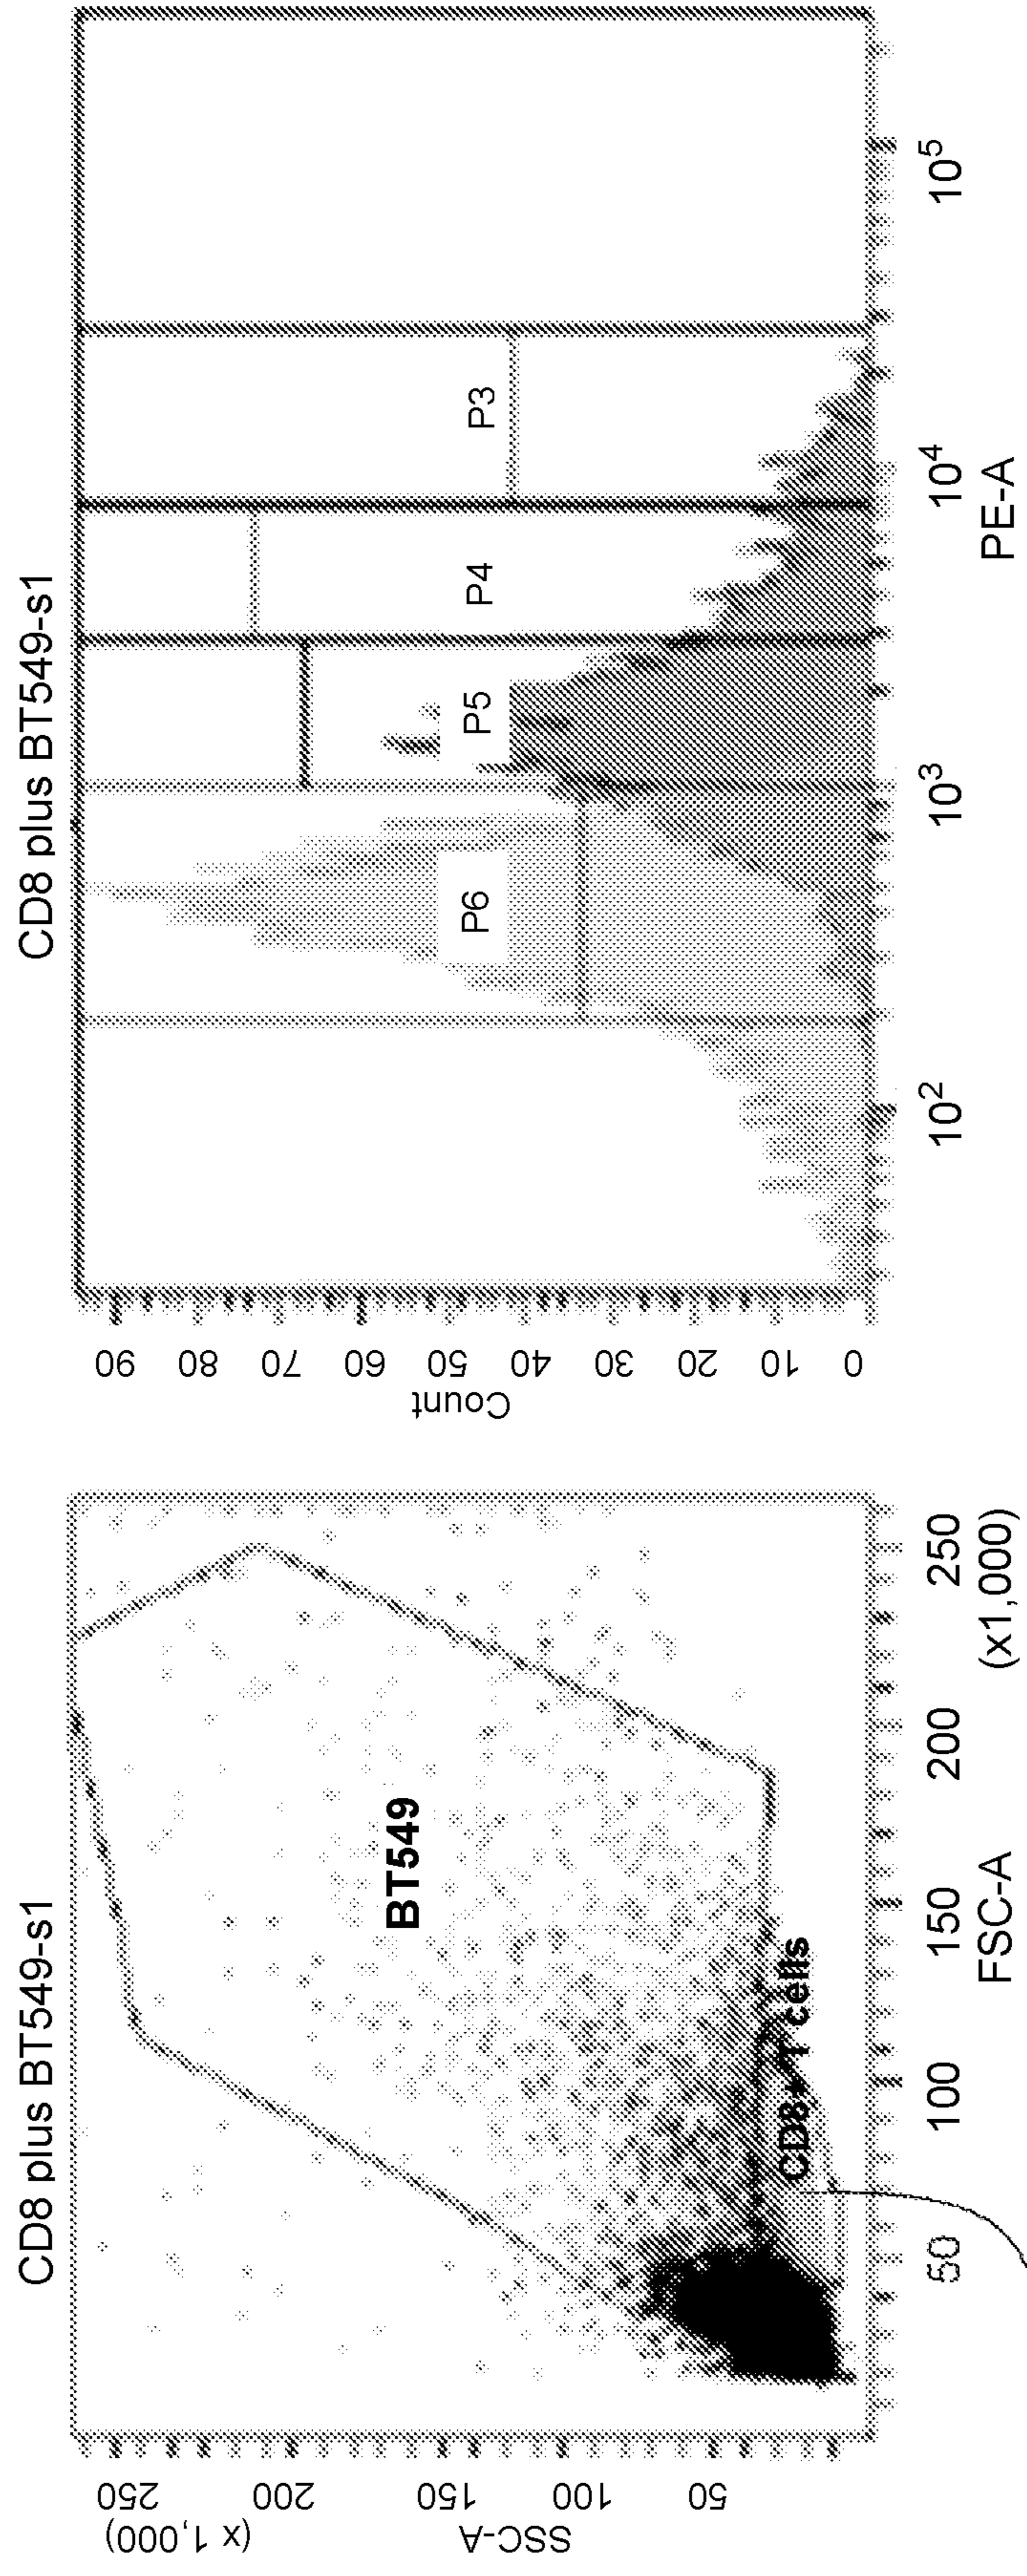 CD8 plus BT549-s1
(x 1,000)
SSC-A
250
200
150
100
50
BT549
CD8+ T cells
50
100
150
200
250
FSC-A
(x1,000)
CD8 plus BT549-s1
Count
90
80
70
60
50
40
30
20
10
0
P6
P5
P4
P3
10²
10³
10⁴
10⁵
PE-A